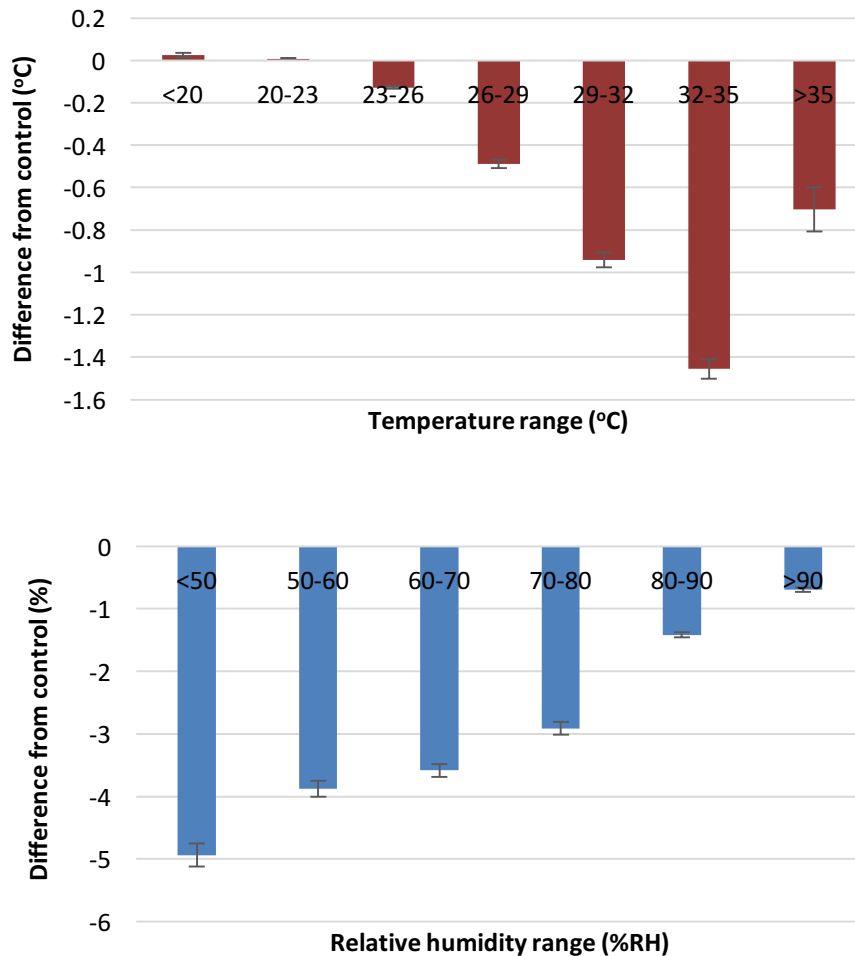 0.2
0
-0.2
-0.4
-0.6
-0.8
-1
-1.2
-1.4
-1.6
Difference from control (ºC)
<20 20-23 23-26 26-29 29-32 32-35 >35
Temperature range (ºC)
0
-1
-2
-3
-4
-5
-6
Difference from control (%)
<50 50-60 60-70 70-80 80-90 >90
Relative humidity range (%RH)